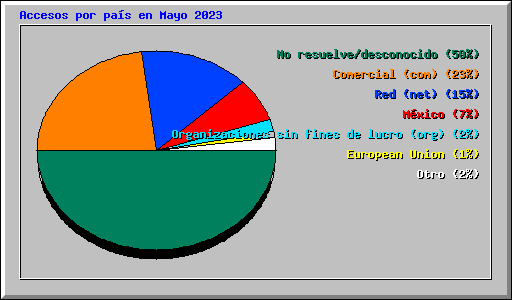 Accesos por país en Mayo 2023
No resuelve/desconocido (50%)
Comercial (com) (23%)
Red (net) (15%)
México (7%)
Organizaciones sin fines de lucro (org) (2%)
European Union (1%)
Otro (2%)